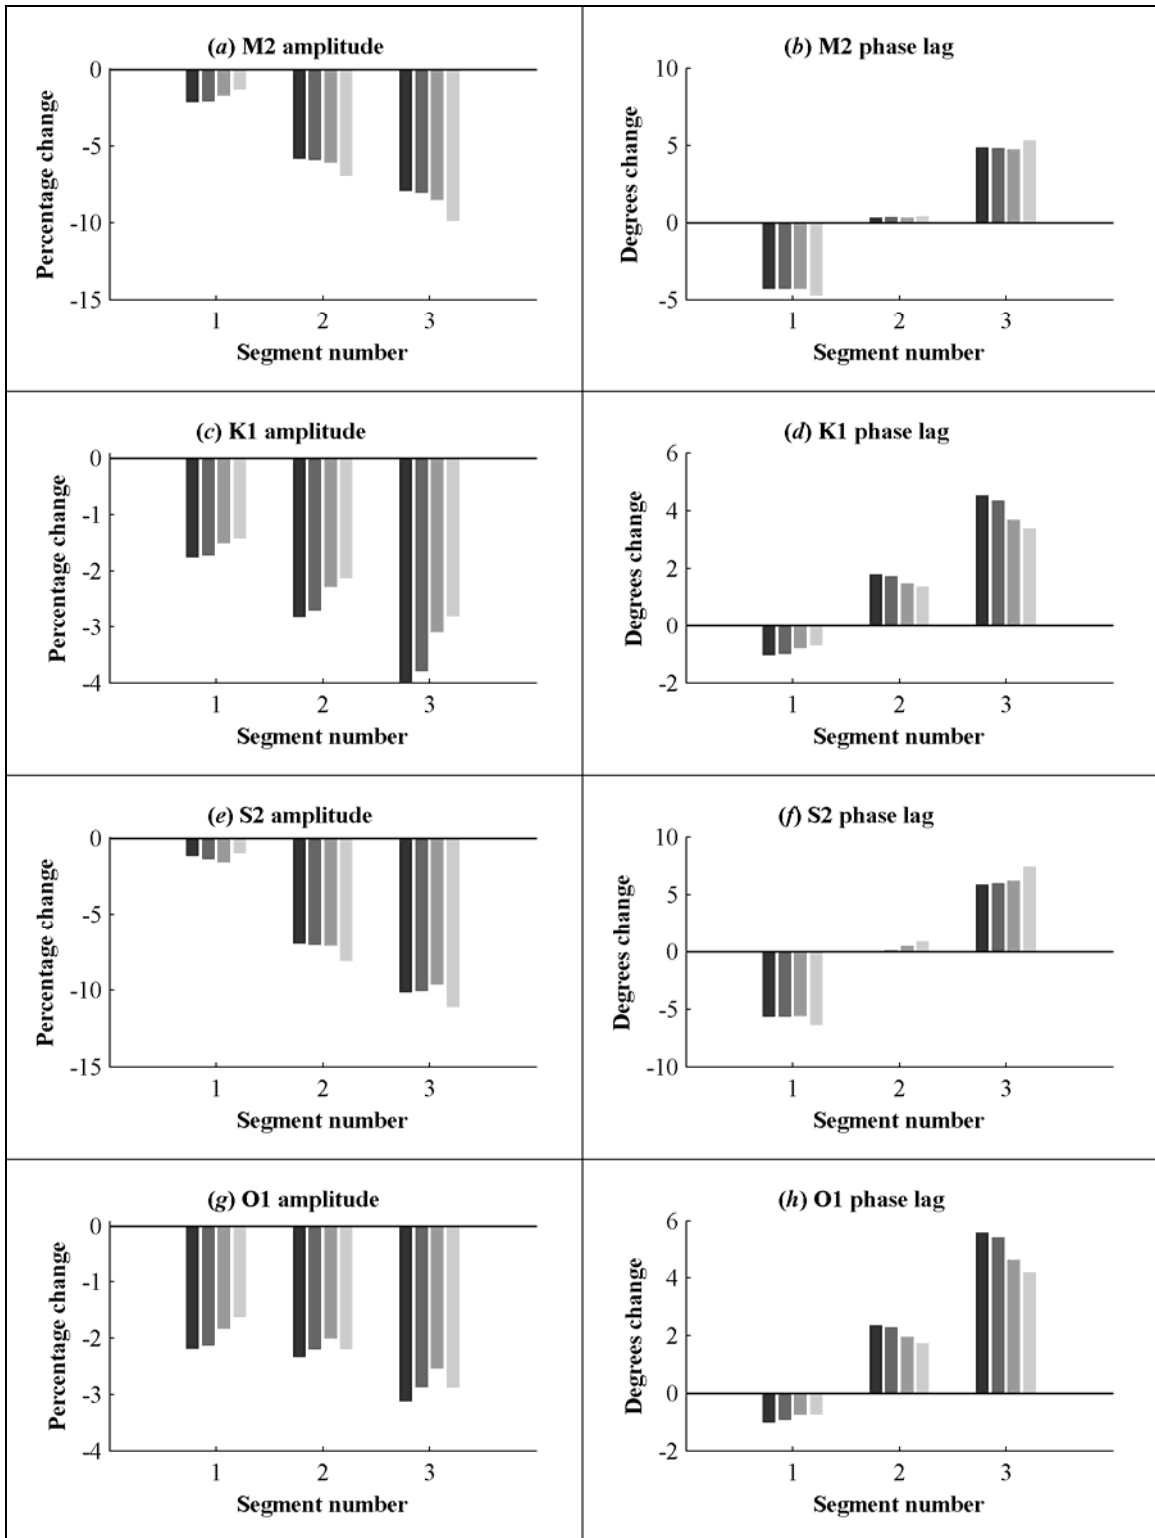 (a) M2 amplitude
0
-5
-10
-15
Percentage change
1 2 3
Segment number
(b) M2 phase lag
10
5
0
-5
Degrees change
1 2 3
Segment number
(c) K1 amplitude
0
-1
-2
-3
-4
Percentage change
1 2 3
Segment number
(d) K1 phase lag
6
4
2
0
-2
Degrees change
1 2 3
Segment number
(e) S2 amplitude
0
-5
-10
-15
Percentage change
1 2 3
Segment number
(f) S2 phase lag
10
5
0
-5
-10
Degrees change
1 2 3
Segment number
(g) O1 amplitude
0
-1
-2
-3
-4
Percentage change
1 2 3
Segment number
(h) O1 phase lag
6
4
2
0
-2
Degrees change
1 2 3
Segment number